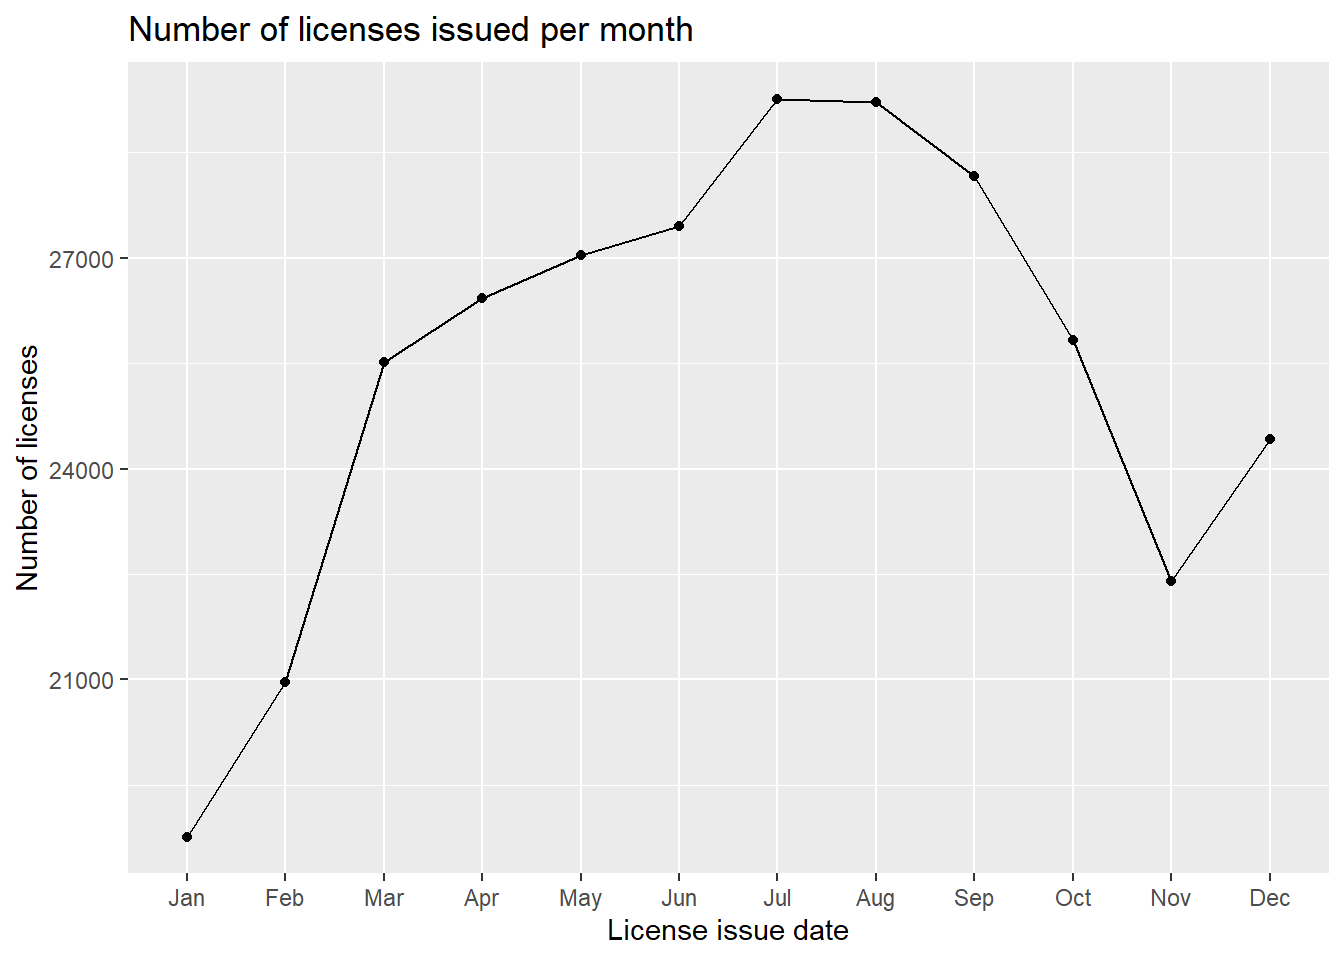 Number of licenses issued per month
Number of licenses
27000
24000
21000
Jan Feb Mar Apr May Jun Jul Aug Sep Oct Nov Dec
License issue date